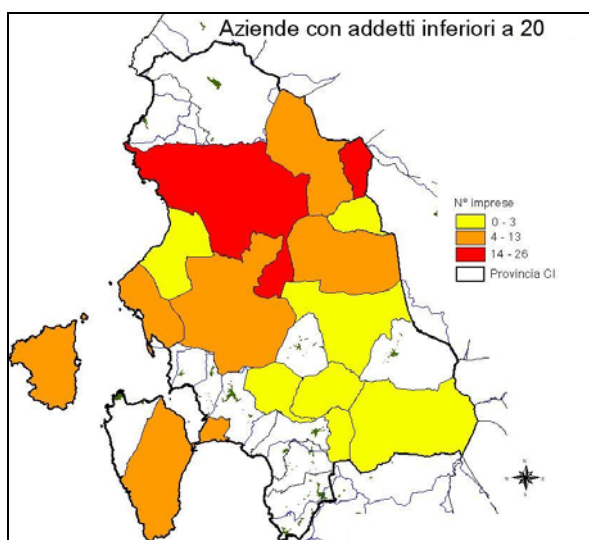 Aziende con addetti inferiori a 20
N° imprese
0 - 3
4 - 13
14 - 26
Provincia CI